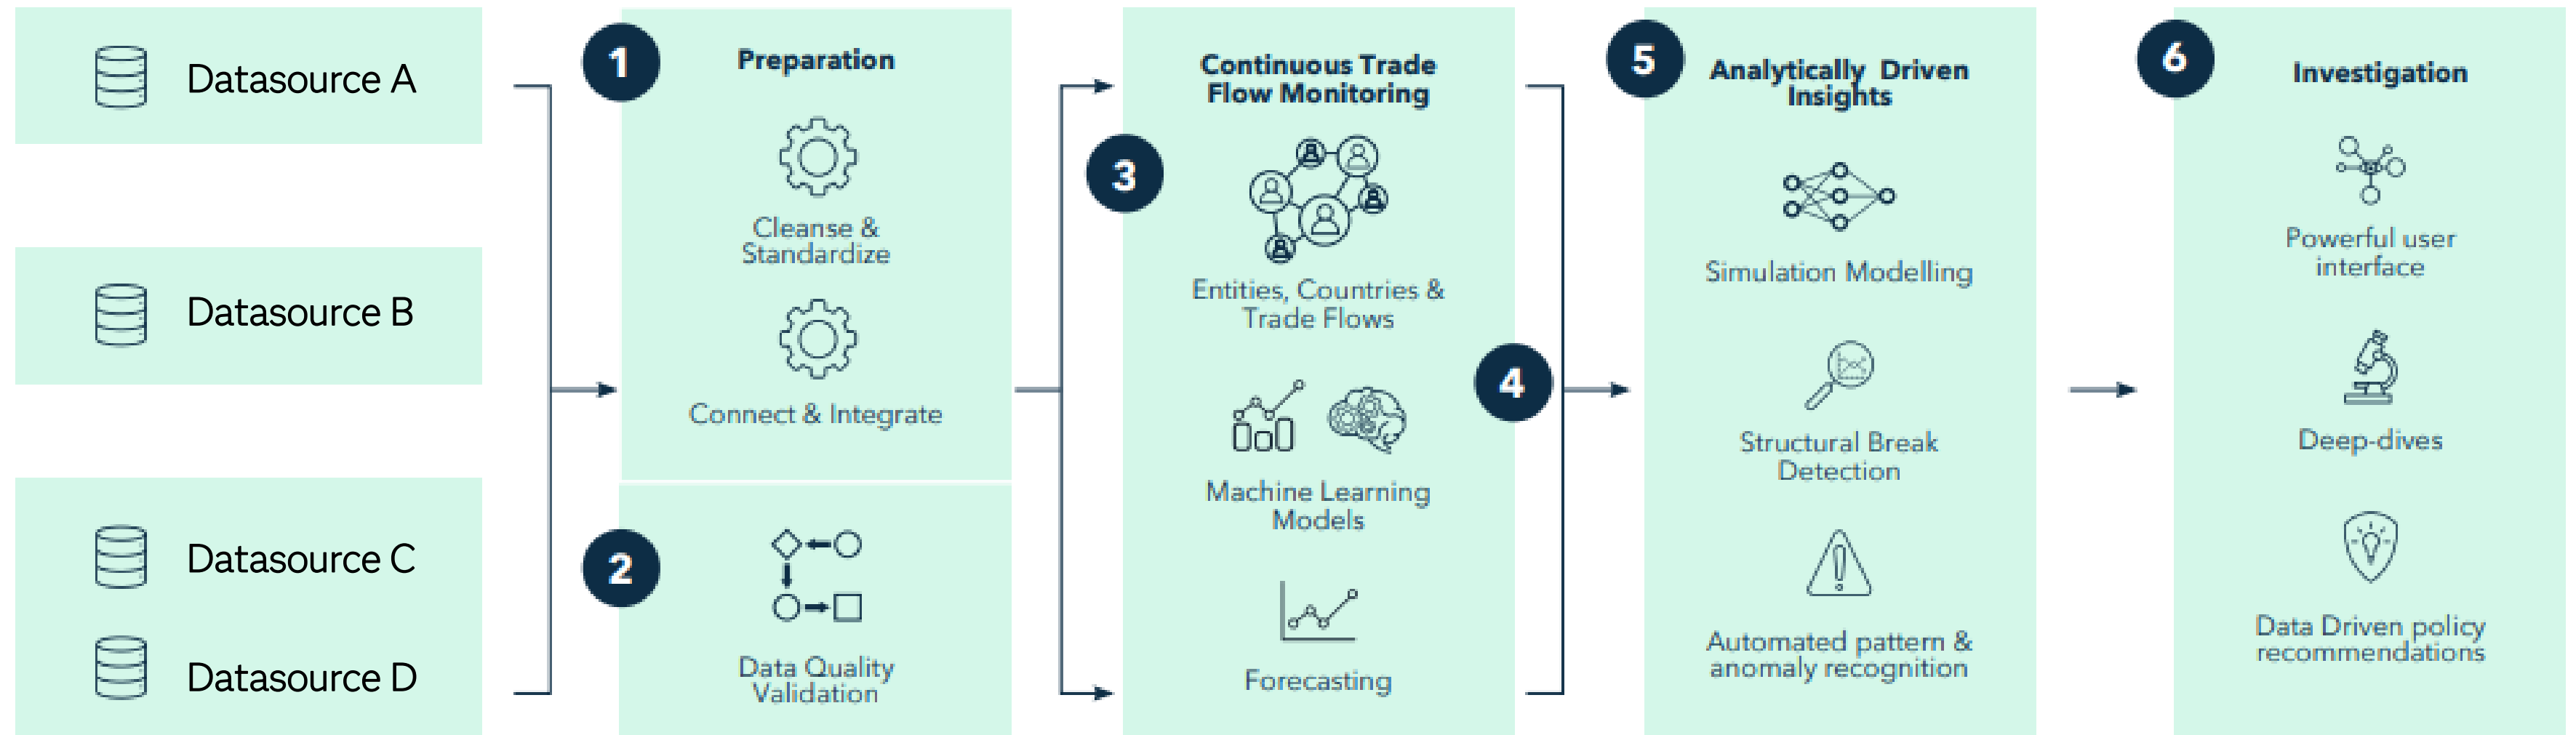 Datasource A
Datasource B
Datasource C
Datasource D
1
Preparation
Cleanse &
Standardize
Connect & Integrate
2
Data Quality
Validation
Continuous Trade
Flow Monitoring
3
Entities, Countries &
Trade Flows
4
Machine Learning
Models
Forecasting
5
Analytically Driven
Insights
Simulation Modelling
Structural Break
Detection
Automated pattern &
anomaly recognition
6
Investigation
Powerful user
interface
Deep-dives
Data Driven policy
recommendations